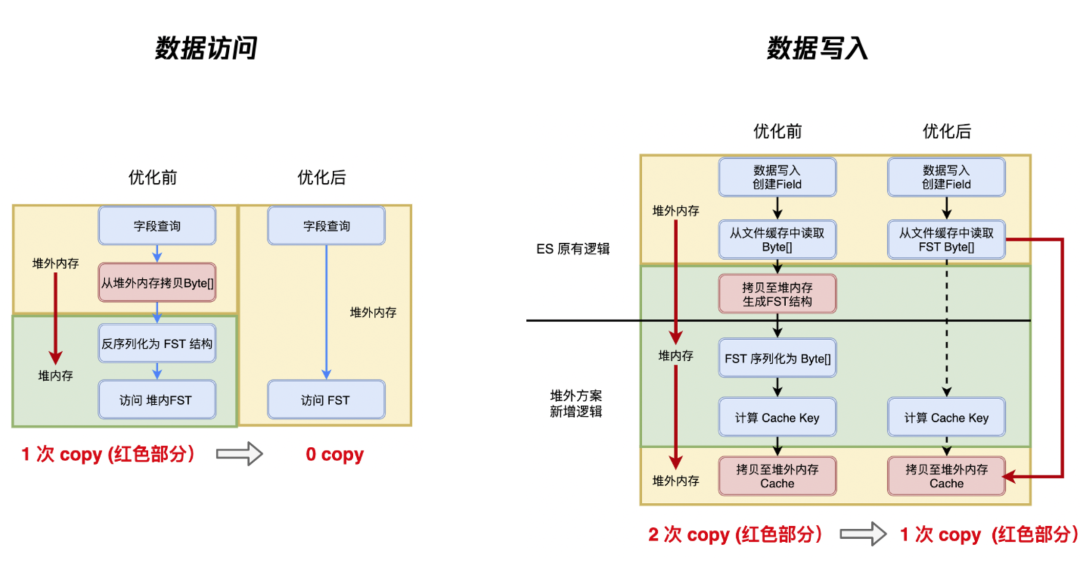 数据访问
优化前
优化后
字段查询
字段查询
堆外内存
从堆外内存拷贝Byte[]
堆外内存
反序列化为 FST 结构
堆内存
访问 堆内FST
访问 FST
1 次 copy (红色部分)
0 copy
数据写入
优化前
优化后
数据写入
创建Field
数据写入
创建Field
堆外内存
从文件缓存中读取
Byte[]
从文件缓存中读取
FST Byte[]
ES 原有逻辑
拷贝至堆内存
生成FST结构
堆内存
FST 序列化为 Byte[]
堆外方案
新增逻辑
计算 Cache Key
计算 Cache Key
堆外内存
拷贝至堆外内存
Cache
拷贝至堆外内存
Cache
2 次 copy (红色部分)
1 次 copy (红色部分)